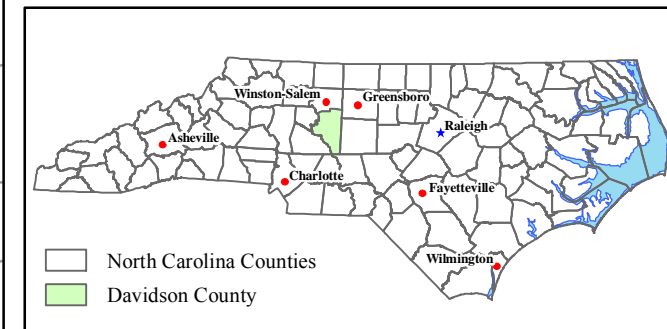 Winston-Salem
Greensboro
Raleigh
Asheville
Charlotte
Fayetteville
Wilmington
North Carolina Counties
Davidson County